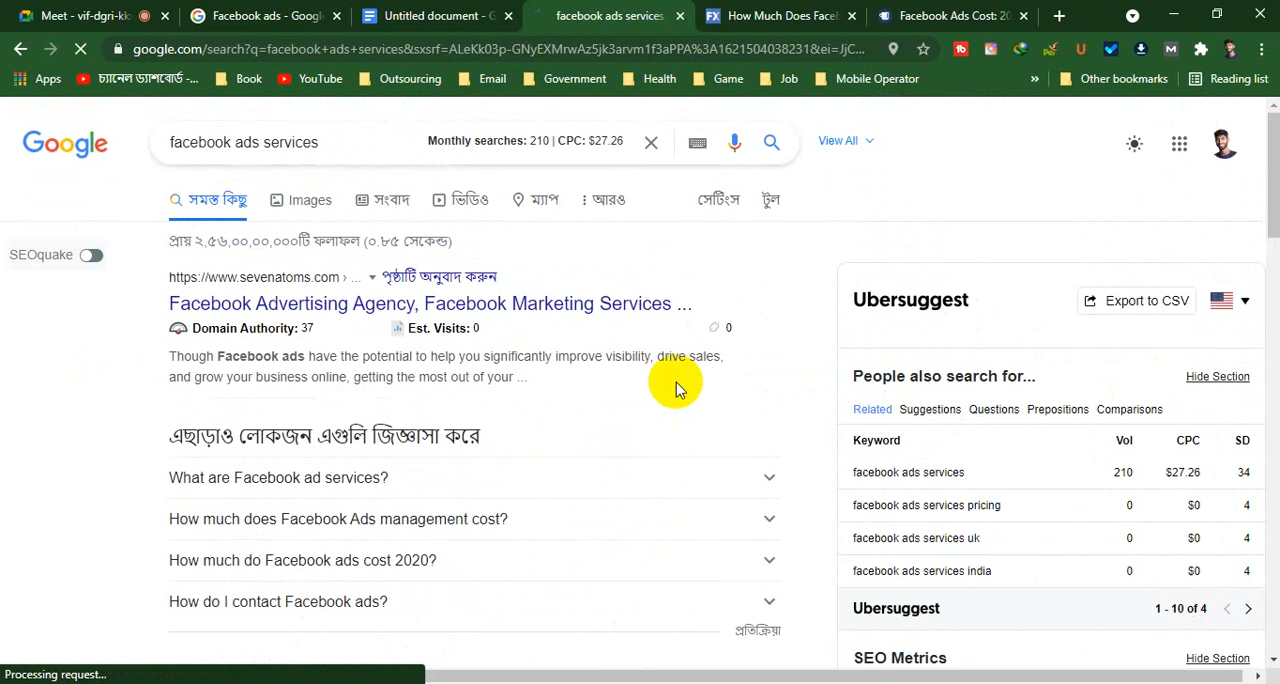 Meet - vif-dgri-kk
Facebook ads - Google
Untitled document - G
facebook ads services
How Much Does Faceb
Facebook Ads Cost: 20
google.com/search?q=facebook+ads+services&sxsrf=ALeKk03p-GNyEXMrwAz5jk3arvm1f3aPPA%3A1621504038231&ei=JjC...
Apps
চ্যানেল ড্যাশবোর্ড -...
Book
YouTube
Outsourcing
Email
Government
Health
Game
Job
Mobile Operator
»
Other bookmarks
Reading list
Google
facebook ads services
Monthly searches: 210 | CPC: $27.26
View All
সমস্ত কিছু
Images
সংবাদ
ভিডিও
ম্যাপ
আরও
সেটিংস
টুল
SEOquake
প্রায় ২,৫৬,০০,০০,০০০টি ফলাফল (০.৮৫ সেকেন্ড)
https://www.sevenatoms.com › ...
পৃষ্ঠাটি অনুবাদ করুন
Facebook Advertising Agency, Facebook Marketing Services ...
Domain Authority: 37
Est. Visits: 0
0
Though Facebook ads have the potential to help you significantly improve visibility, drive sales,
and grow your business online, getting the most out of your ...
এছাড়াও লোকজন এগুলি জিজ্ঞাসা করে
What are Facebook ad services?
How much does Facebook Ads management cost?
How much do Facebook ads cost 2020?
How do I contact Facebook ads?
প্রতিক্রিয়া
Ubersuggest
Export to CSV
People also search for...
Hide Section
Related Suggestions Questions Prepositions Comparisons
Keyword Vol CPC SD
facebook ads services 210 $27.26 34
facebook ads services pricing 0 $0 4
facebook ads services uk 0 $0 4
facebook ads services india 0 $0 4
Ubersuggest
1 - 10 of 4
SEO Metrics
Hide Section
Processing request...